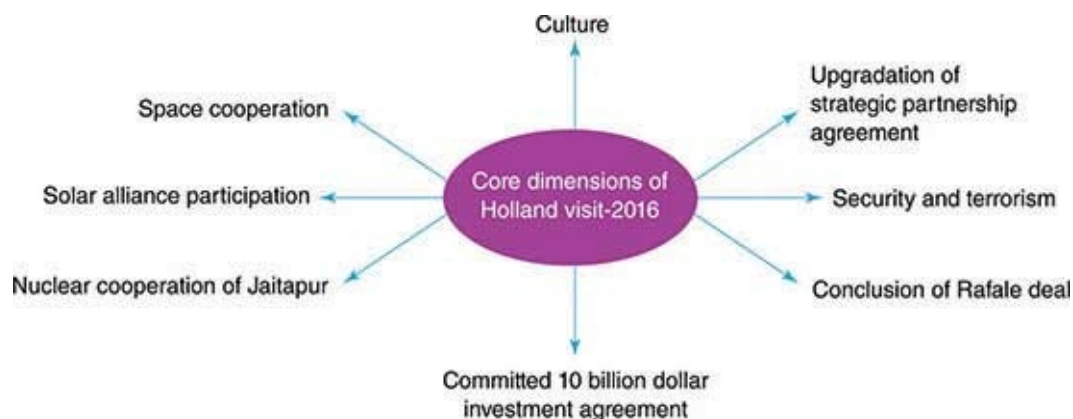 Culture
Upgradation of
strategic partnership
agreement
Space cooperation
Core dimensions of
Holland visit-2016
Solar alliance participation
Security and terrorism
Nuclear cooperation of Jaitapur
Conclusion of Rafale deal
Committed 10 billion dollar
investment agreement